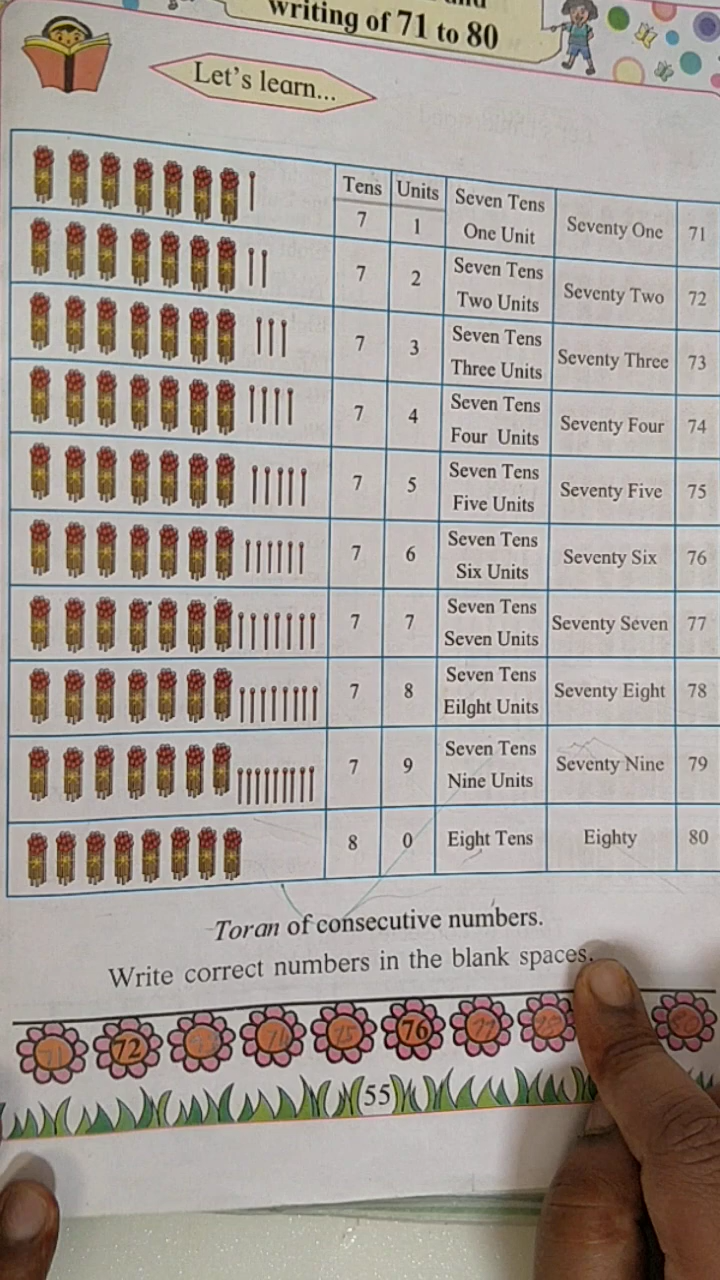 writing of 71 to 80
Let's learn...
Tens Units
7 1 Seven Tens One Unit Seventy One 71
7 2 Seven Tens Two Units Seventy Two 72
7 3 Seven Tens Three Units Seventy Three 73
7 4 Seven Tens Four Units Seventy Four 74
7 5 Seven Tens Five Units Seventy Five 75
7 6 Seven Tens Six Units Seventy Six 76
7 7 Seven Tens Seven Units Seventy Seven 77
7 8 Seven Tens Eilght Units Seventy Eight 78
7 9 Seven Tens Nine Units Seventy Nine 79
8 0 Eight Tens Eighty 80
Toran of consecutive numbers.
Write correct numbers in the blank spaces.
71 72 74 75 76 77
55